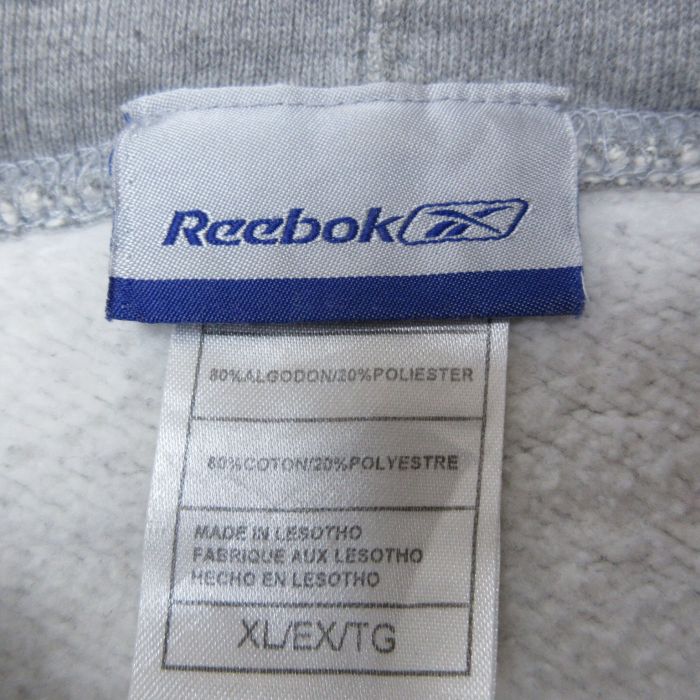 Reebok
80%ALGODON/20%POLIESTER
80%COTON/20%POLYESTRE
MADE IN LESOTHO
FABRIQUE AUX LESOTHO
HECHO EN LESOTHO
XL/EX/TG